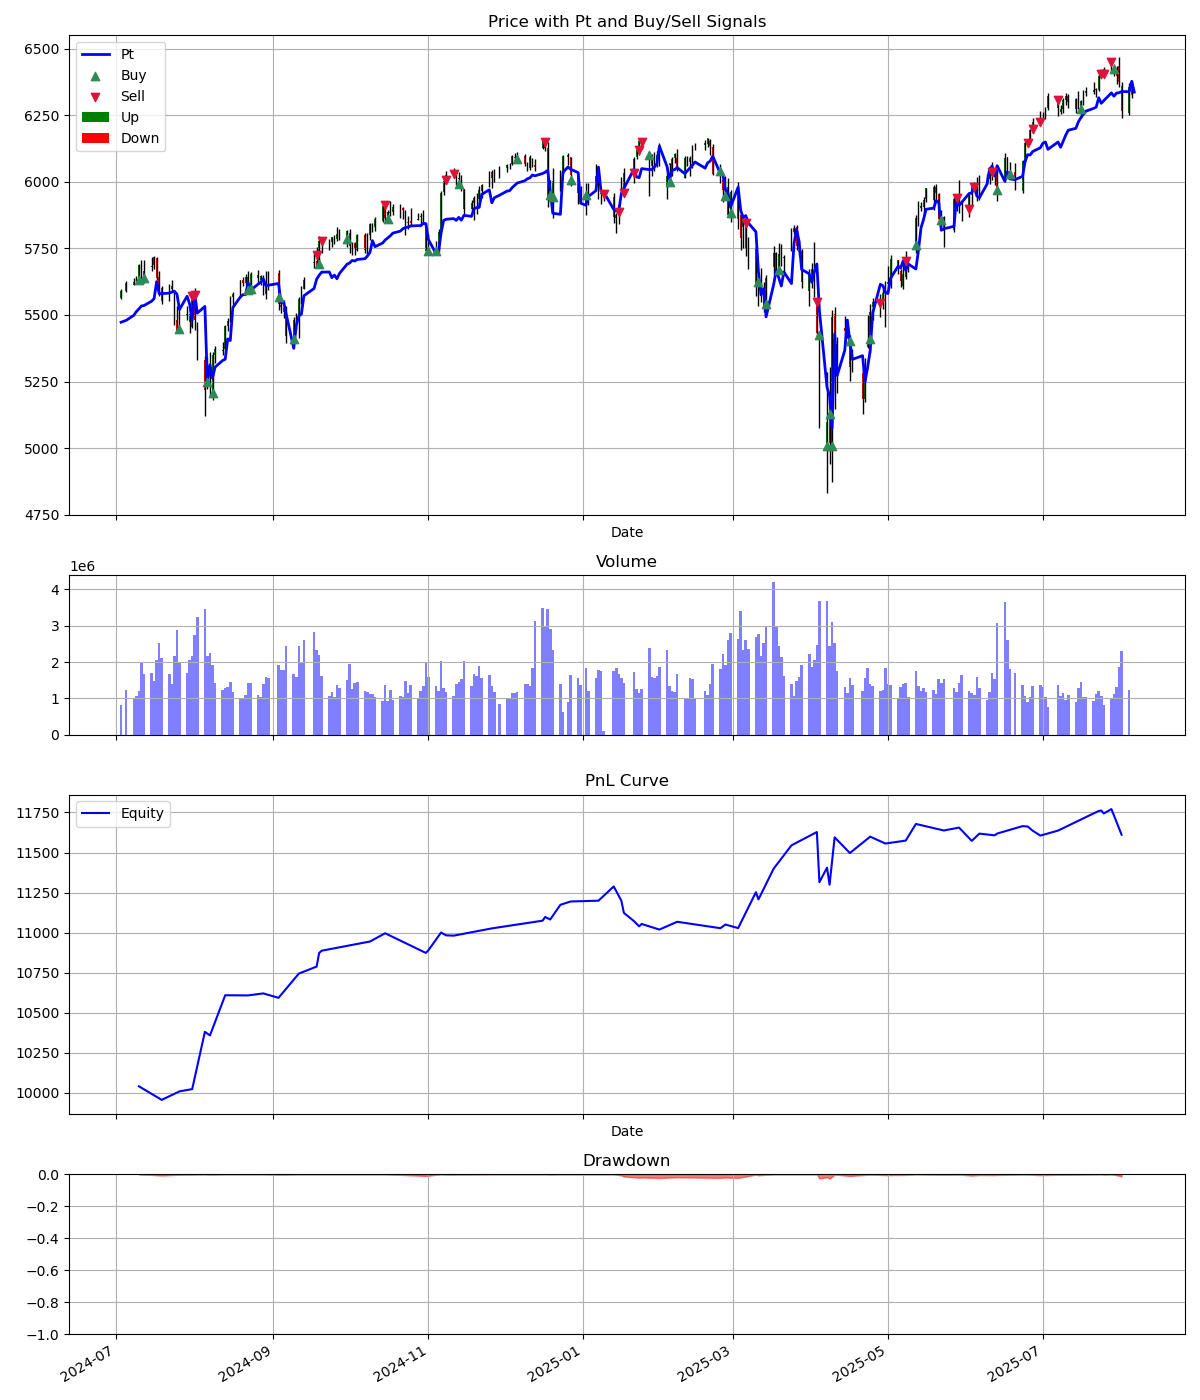 Price with Pt and Buy/Sell Signals
6500
6250
6000
5750
5500
5250
5000
4750
Pt
Buy
Sell
Up
Down
Date
Volume
1e6
4
3
2
1
0
PnL Curve
11750
11500
11250
11000
10750
10500
10250
10000
Equity
Date
Drawdown
0.0
−0.2
−0.4
−0.6
−0.8
−1.0
2024-07
2024-09
2024-11
2025-01
2025-03
2025-05
2025-07